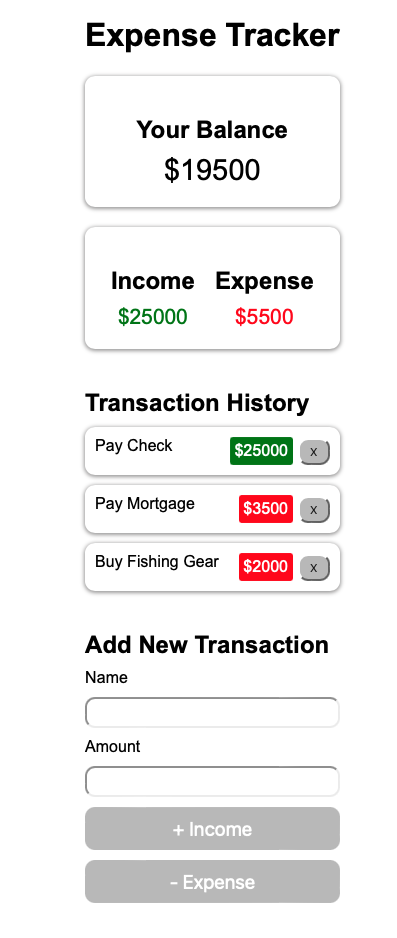 Expense Tracker
Your Balance
$19500
Income Expense
$25000 $5500
Transaction History
Pay Check $25000 x
Pay Mortgage $3500 x
Buy Fishing Gear $2000 x
Add New Transaction
Name
Amount
+ Income
- Expense